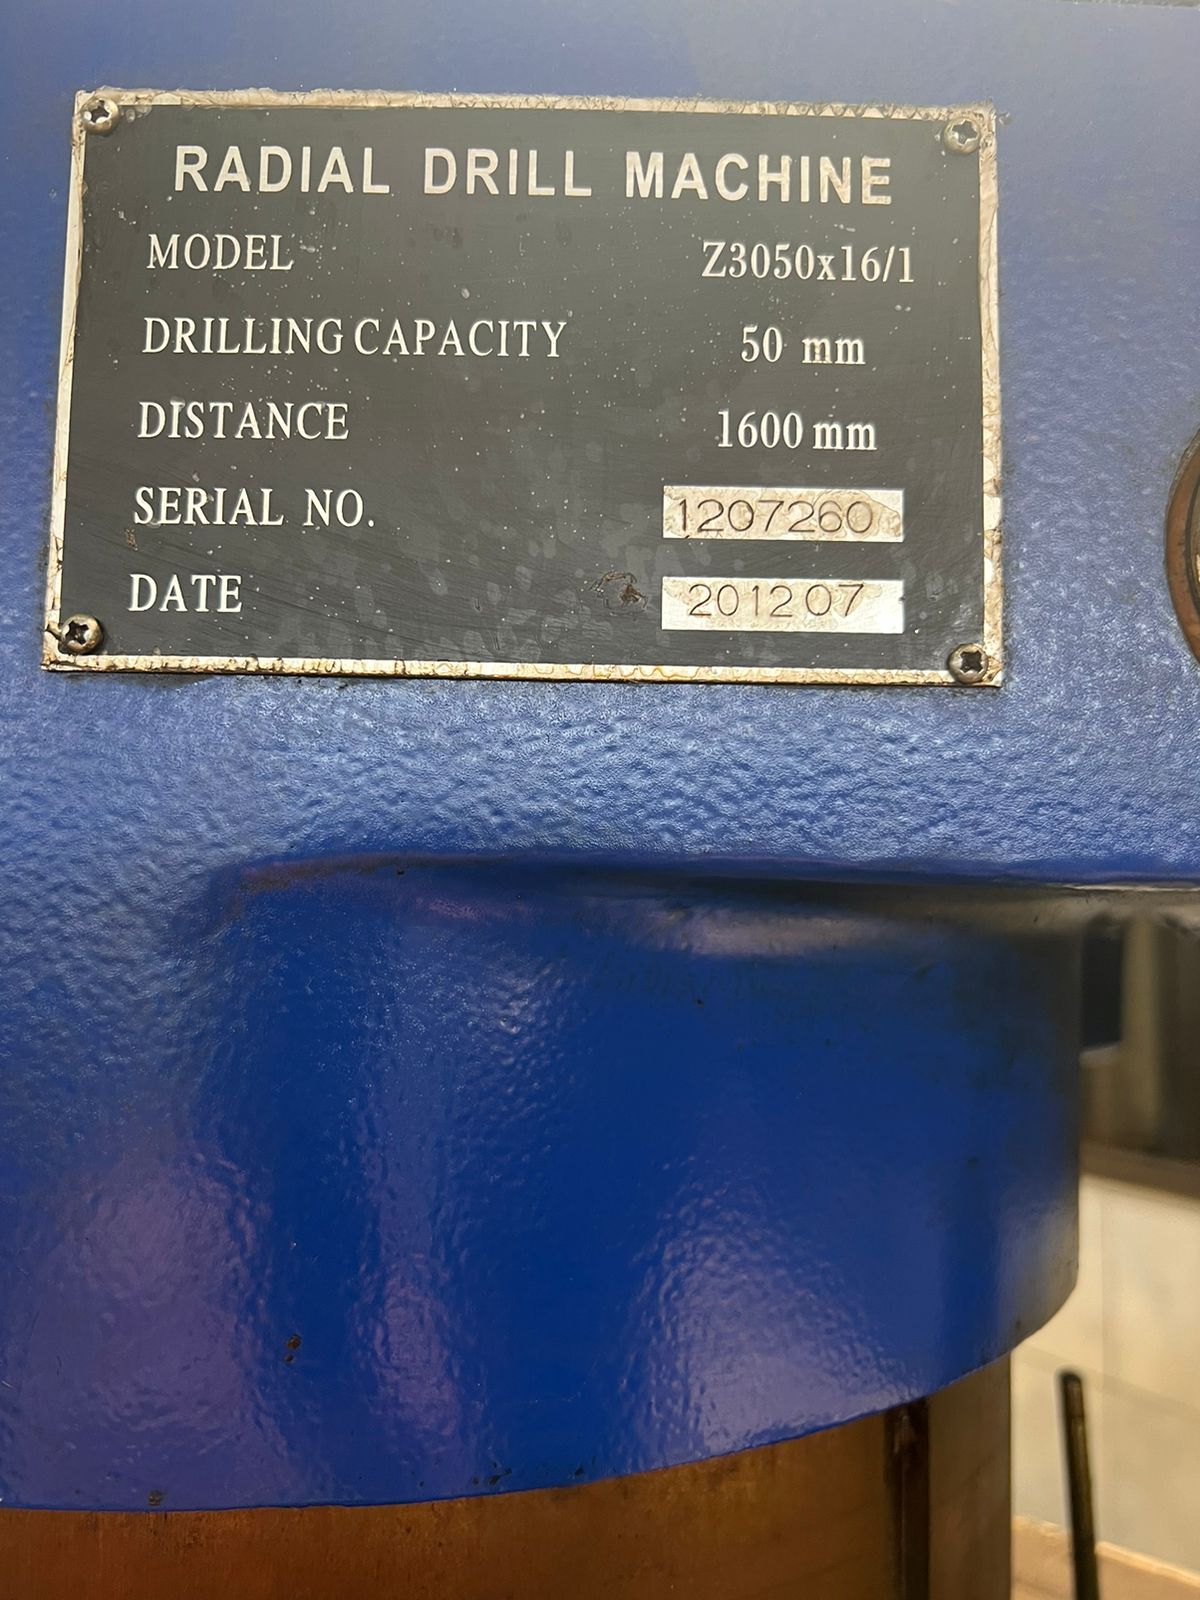 RADIAL DRILL MACHINE
MODEL Z3050x16/1
DRILLING CAPACITY 50 mm
DISTANCE 1600 mm
SERIAL NO. 1207260
DATE 201207